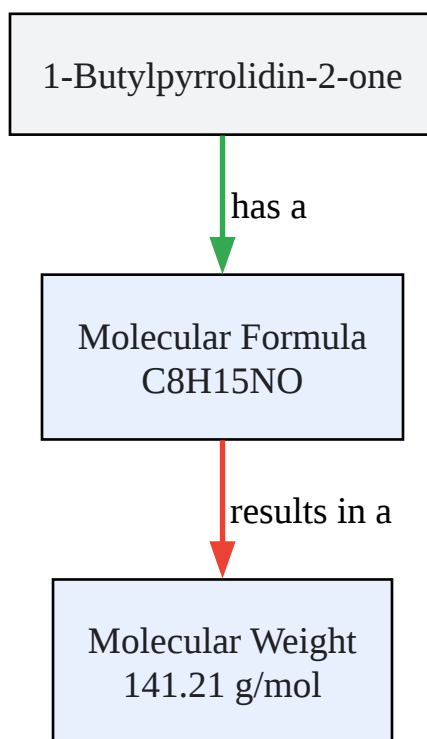 1-Butylpyrrolidin-2-one
has a
Molecular Formula
C8H15NO
results in a
Molecular Weight
141.21 g/mol